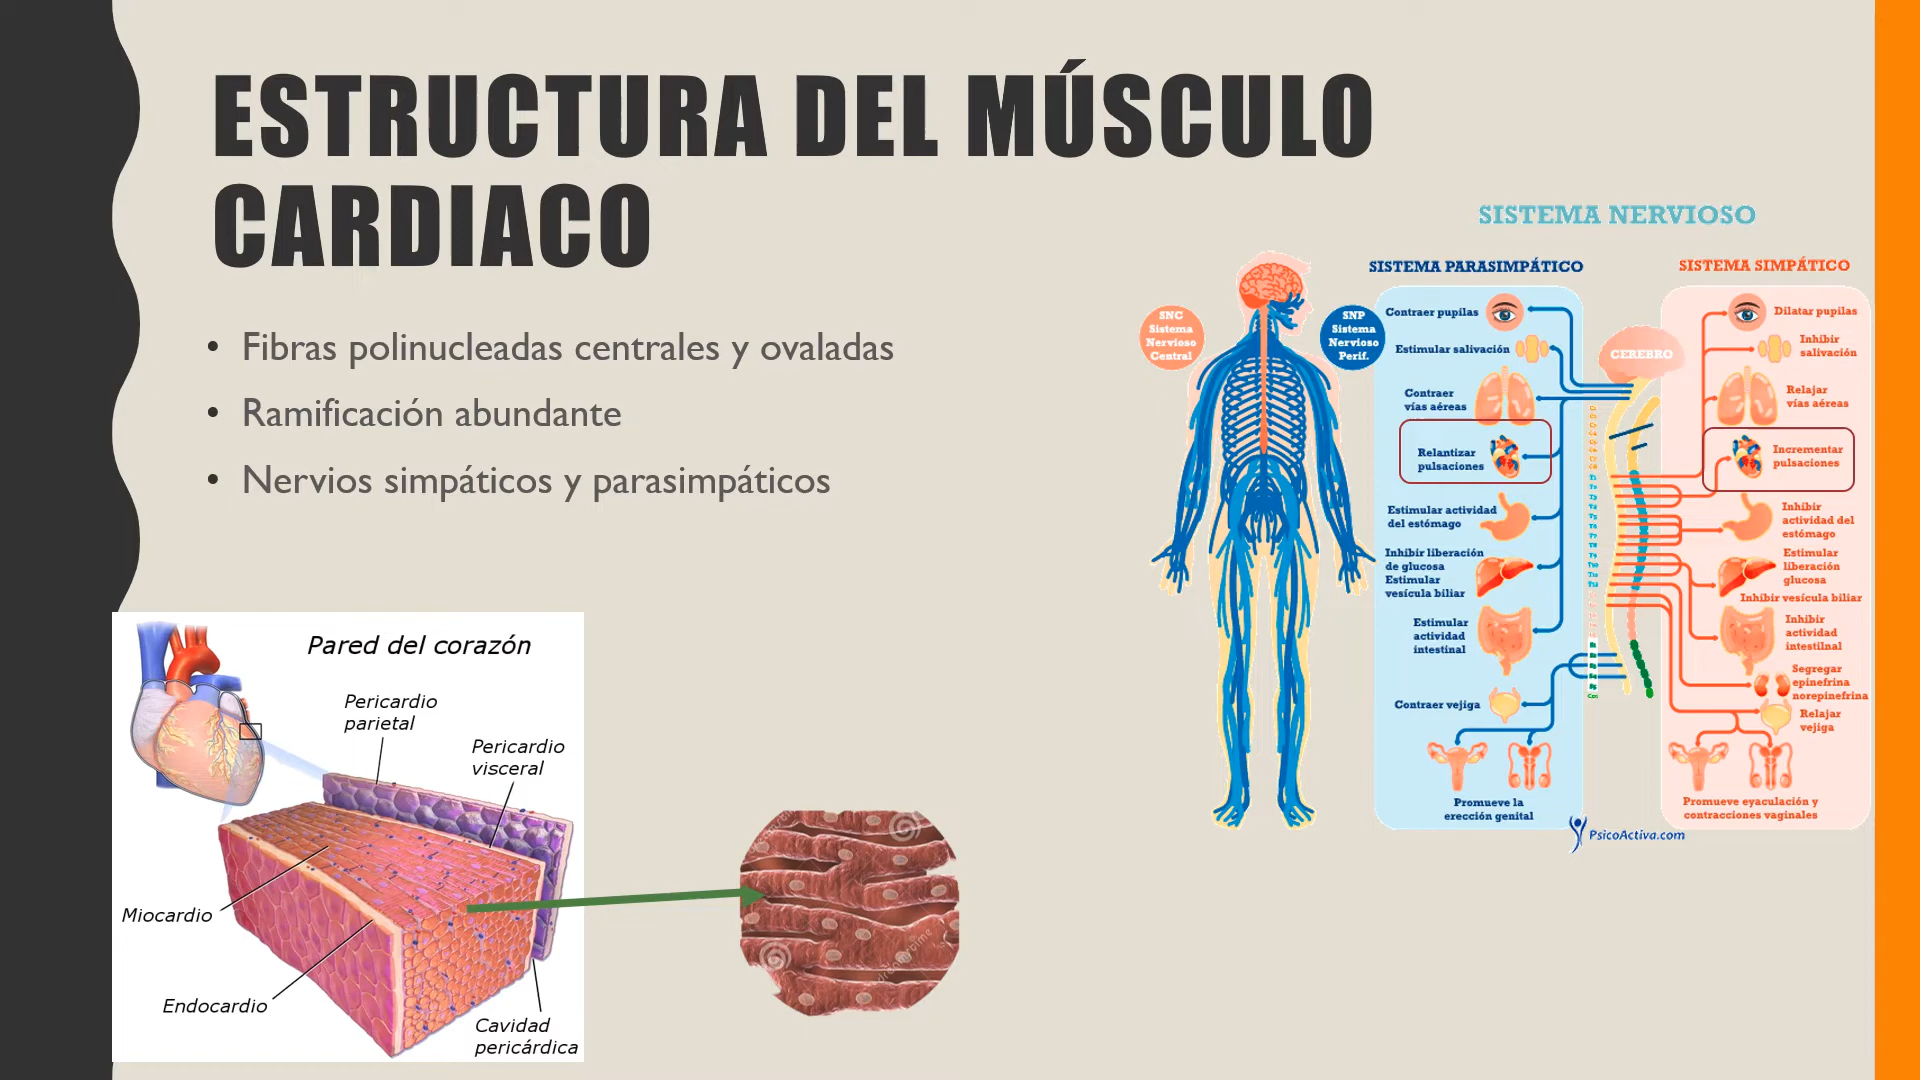 ESTRUCTURA DEL MÚSCULO
CARDIACO
• Fibras polinucleadas centrales y ovaladas
• Ramificación abundante
• Nervios simpáticos y parasimpáticos
Pared del corazón
Pericardio
parietal
Pericardio
visceral
Miocardio
Endocardio
Cavidad
pericárdica
SISTEMA NERVIOSO
SNC
Sistema
Nervioso
Central
SNP
Sistema
Nervioso
Perif.
SISTEMA PARASIMPÁTICO
Contraer pupilas
Estimular salivación
Contraer
vías aéreas
Relantizar
pulsaciones
Estimular actividad
del estómago
Inhibir liberación
de glucosa
Estimular
vesícula biliar
Estimular
actividad
intestinal
Contraer vejiga
Promueve la
erección genital
CEREBRO
SISTEMA SIMPÁTICO
Dilatar pupilas
Inhibir
salivación
Relajar
vías aéreas
Incrementar
pulsaciones
Inhibir
actividad del
estómago
Estimular
liberación
glucosa
Inhibir vesícula biliar
Inhibir
actividad
intestilnal
Segregar
epinefrina
norepinefrina
Relajar
vejiga
Promueve eyaculación y
contracciones vaginales
PsicoActiva.com